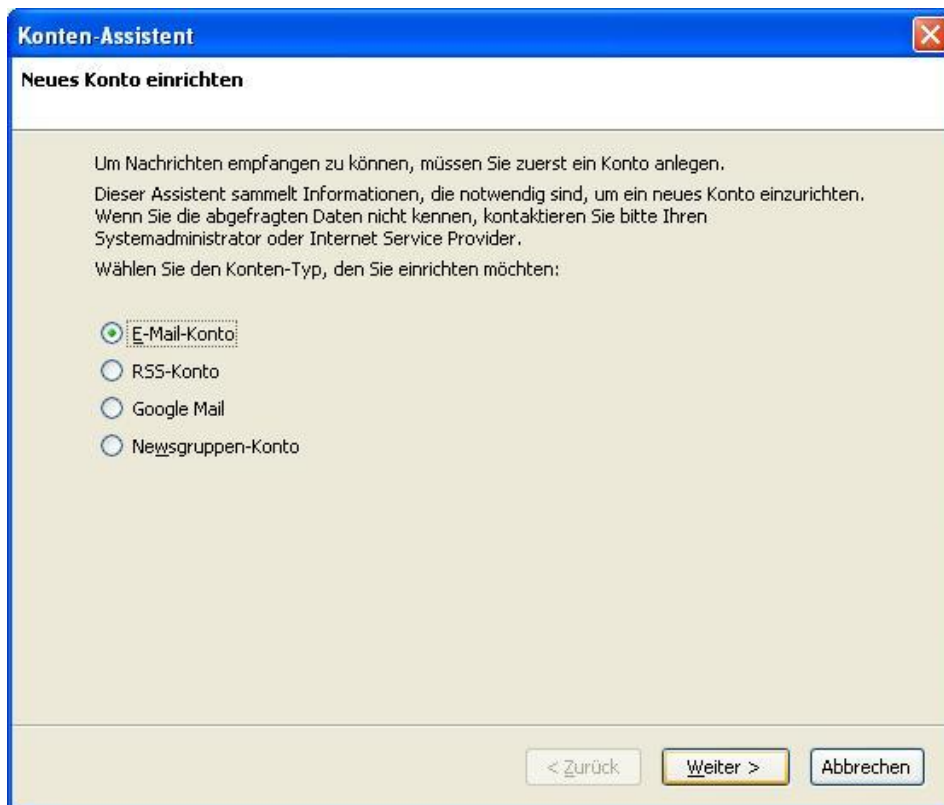 Konten-Assistent
Neues Konto einrichten
Um Nachrichten empfangen zu können, müssen Sie zuerst ein Konto anlegen.
Dieser Assistent sammelt Informationen, die notwendig sind, um ein neues Konto einzurichten.
Wenn Sie die abgefragten Daten nicht kennen, kontaktieren Sie bitte Ihren
Systemadministrator oder Internet Service Provider.
Wählen Sie den Konten-Typ, den Sie einrichten möchten:
E-Mail-Konto
RSS-Konto
Google Mail
Newsgruppen-Konto
< Zurück Weiter > Abbrechen